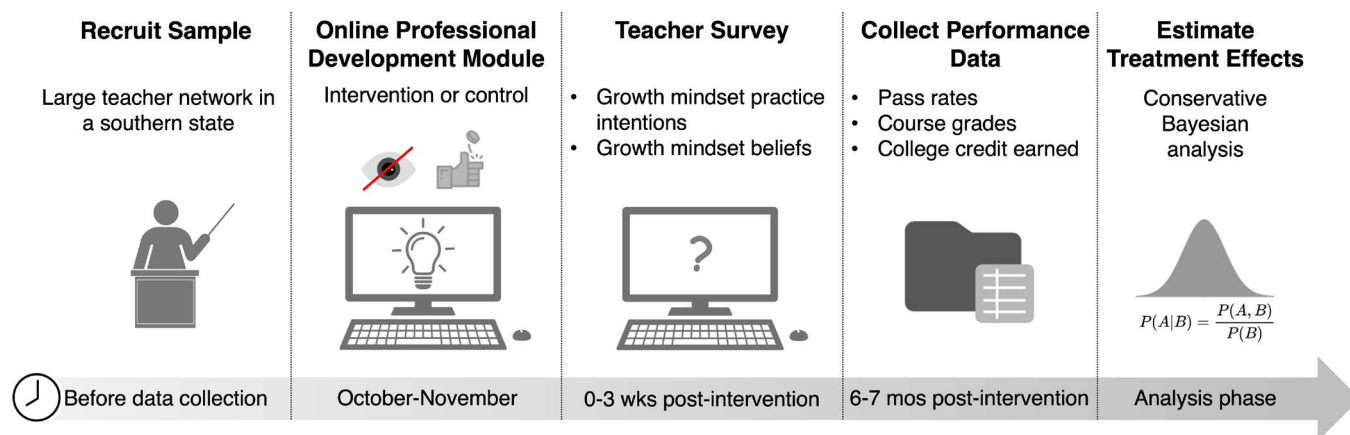 Recruit Sample
Large teacher network in
a southern state
Before data collection
Online Professional
Development Module
Intervention or control
October-November
Teacher Survey
• Growth mindset practice
intentions
• Growth mindset beliefs
?
0-3 wks post-intervention
Collect Performance
Data
• Pass rates
• Course grades
• College credit earned
6-7 mos post-intervention
Estimate
Treatment Effects
Conservative
Bayesian
analysis
P(A|B) = P(A, B) / P(B)
Analysis phase